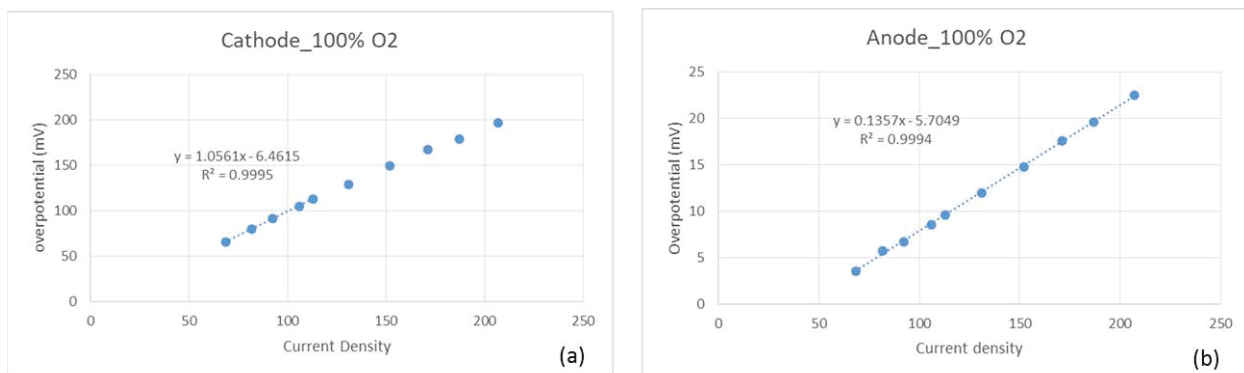 Cathode_100% O2
250
200
150
100
50
0
overpotential (mV)
y = 1.0561x - 6.4615
R² = 0.9995
0 50 100 150 200 250
Current Density
(a)
Anode_100% O2
25
20
15
10
5
0
Overpotential (mV)
y = 0.1357x - 5.7049
R² = 0.9994
0 50 100 150 200 250
Current density
(b)